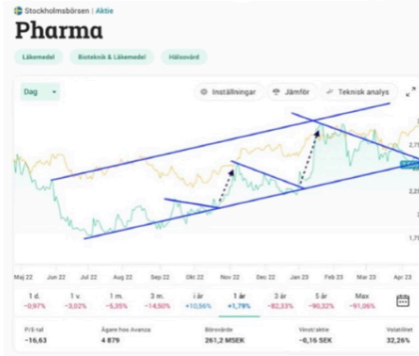 Stockholmsbörsen | Aktie
Pharma
Läkemedel Bioteknik & Läkemedel Hälsovård
Dag Inställningar Jämför Teknisk analys
2,25
1,75
Maj 22 Jun 22 Jul 22 Aug 22 Sep 22 Okt 22 Nov 22 Dec 22 Jan 23 Feb 23 Mar 23 Apr 23
1 d. 1 v. 1 m. 3 m. i år 1 år 3 år 5 år Max
-0,97% -3,02% -5,35% -14,50% +10,56% +1,79% -82,33% -90,32% -91,06%
P/S tal Ägare hos Avanza Börsvärde Vinst/aktie Volatilitet
-16,63 4 879 261,2 MSEK -0,16 SEK 32,26%